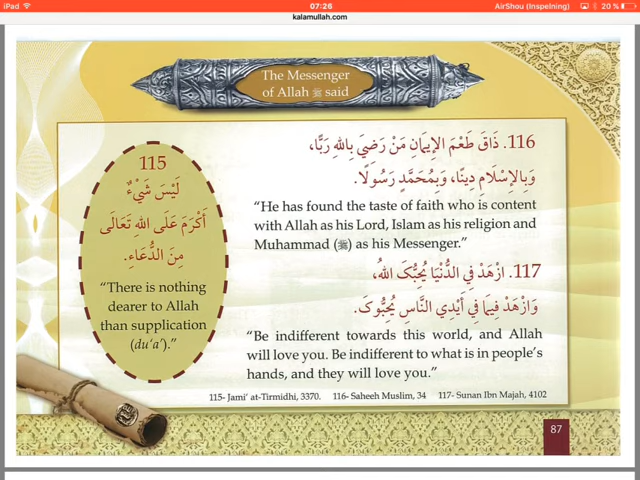 iPad
07:26
AirShou (Inspelning)
20 %
kalamullah.com
The Messenger
of Allah ﷺ said
115
لَيْسَ شَيْءٌ
أَكْرَمَ عَلَى اللهِ تَعَالَى
مِنَ الدُّعَاءِ.
“There is nothing
dearer to Allah
than supplication
(du‘a’).”
116. ذَاقَ طَعْمَ الإِيمَانِ مَنْ رَضِيَ بِاللهِ رَبًّا،
وَبِالإِسْلَامِ دِينًا، وَبِمُحَمَّدٍ رَسُولًا.
“He has found the taste of faith who is content
with Allah as his Lord, Islam as his religion and
Muhammad (ﷺ) as his Messenger.”
117. ازْهَدْ فِي الدُّنْيَا يُحِبُّكَ اللهُ،
وَازْهَدْ فِيمَا فِي أَيْدِي النَّاسِ يُحِبُّوكَ.
“Be indifferent towards this world, and Allah
will love you. Be indifferent to what is in people’s
hands, and they will love you.”
115- Jami’ at-Tirmidhi, 3370. 116- Saheeh Muslim, 34 117- Sunan Ibn Majah, 4102
87